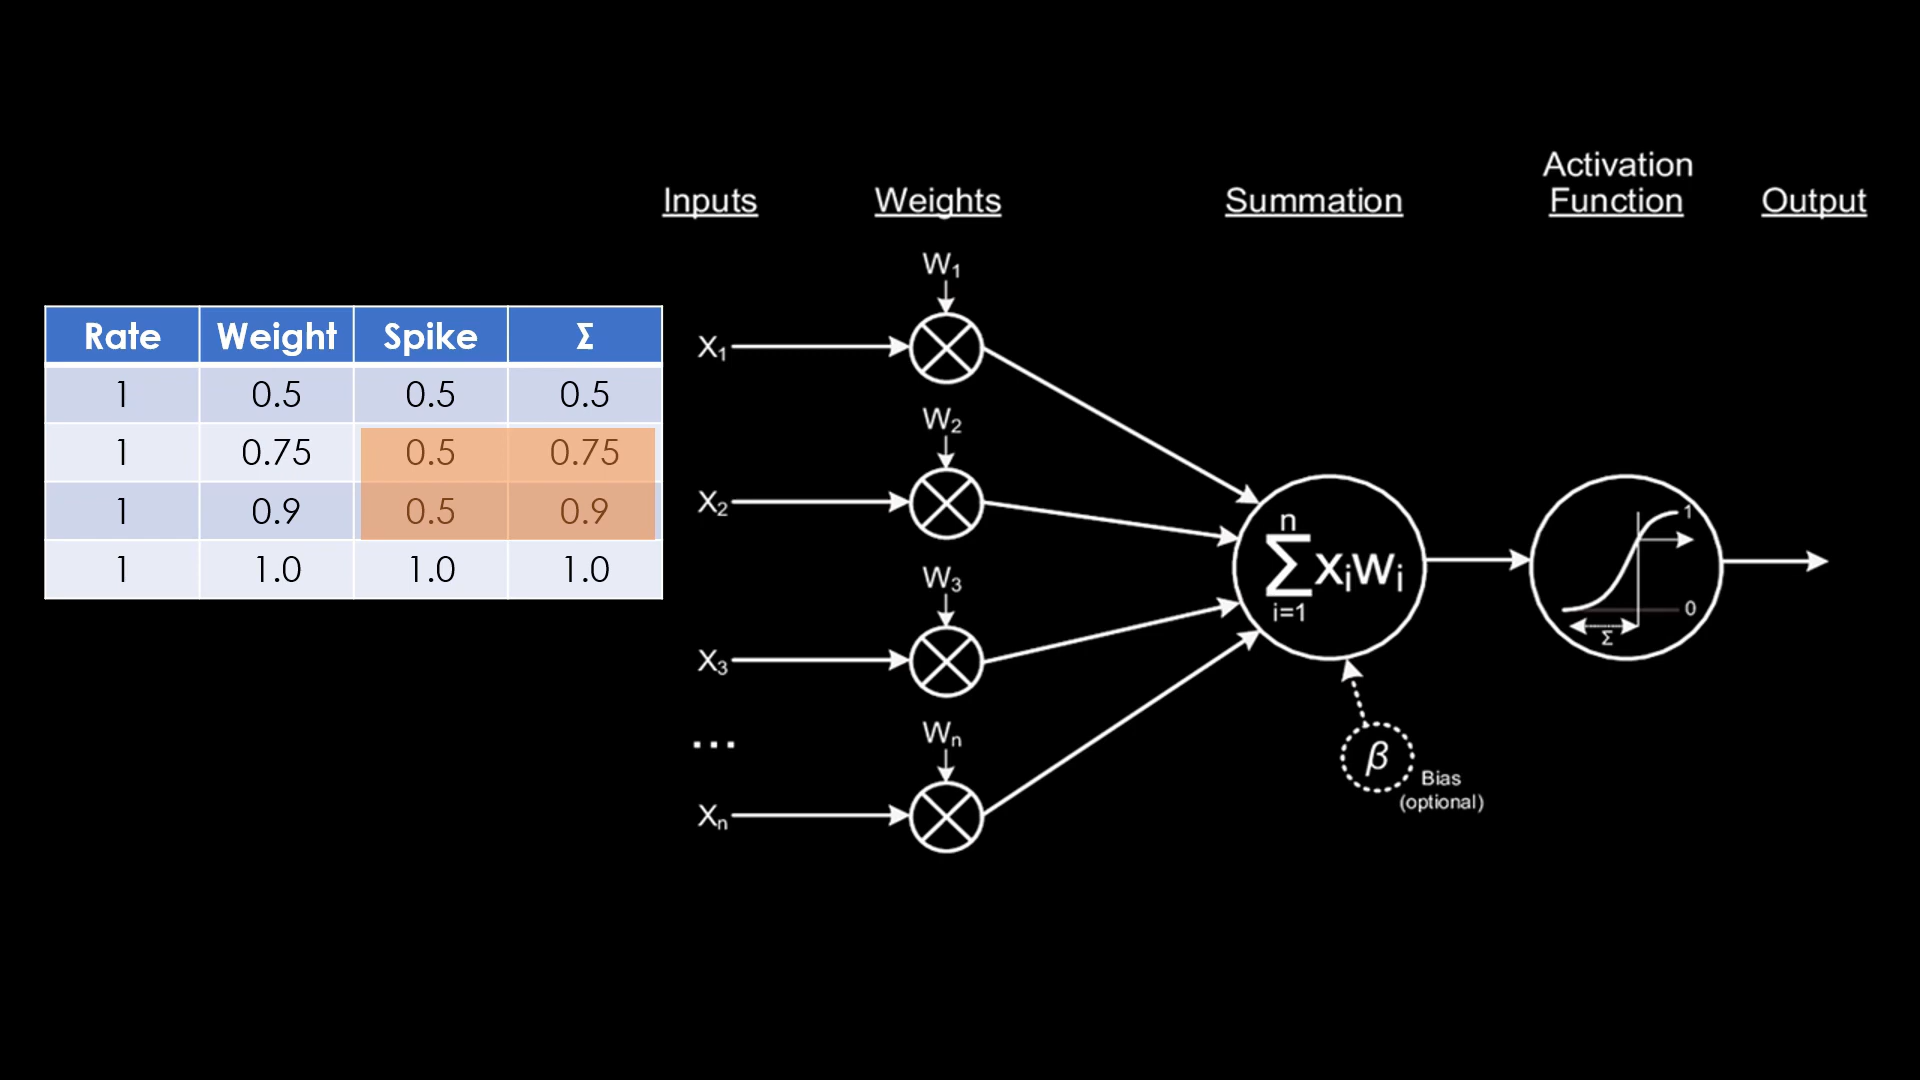 Rate Weight Spike Σ
1 0.5 0.5 0.5
1 0.75 0.5 0.75
1 0.9 0.5 0.9
1 1.0 1.0 1.0
Inputs Weights Summation Activation Function Output
W1
X1
W2
X2
W3
X3
...
Wn
Xn
n
∑xiwi
i=1
1
0
Σ
β
Bias
(optional)